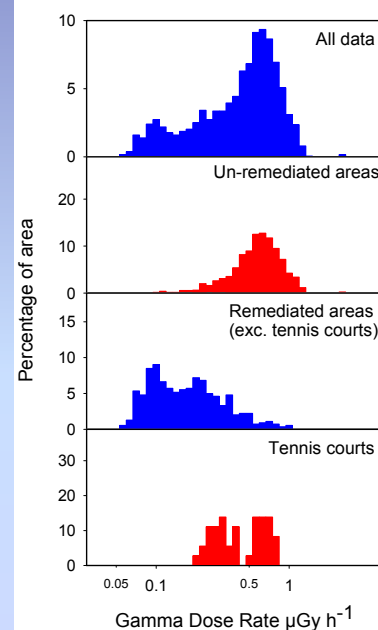 10
All data
5
0
Un-remediated areas
20
10
0
Remediated areas
(exc. tennis courts)
15
10
5
0
Tennis courts
30
20
10
0
0.05
0.1
0.5
1
Percentage of area
Gamma Dose Rate µGy h-1